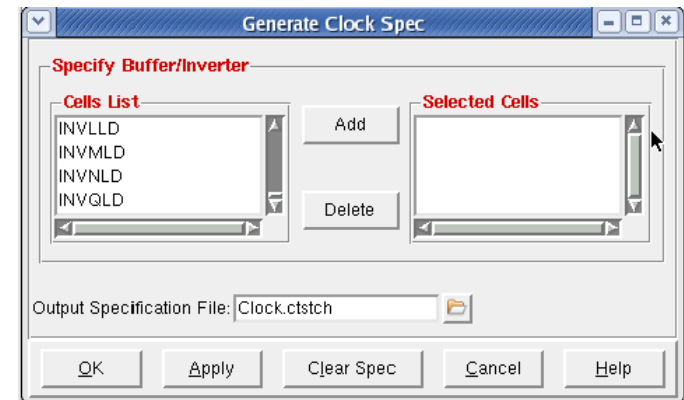 Generate Clock Spec
Specify Buffer/Inverter
Cells List
Selected Cells
INVLLD
INVMLD
INVNLD
INVQLD
Add
Delete
Output Specification File: Clock.ctstch
OK Apply Clear Spec Cancel Help